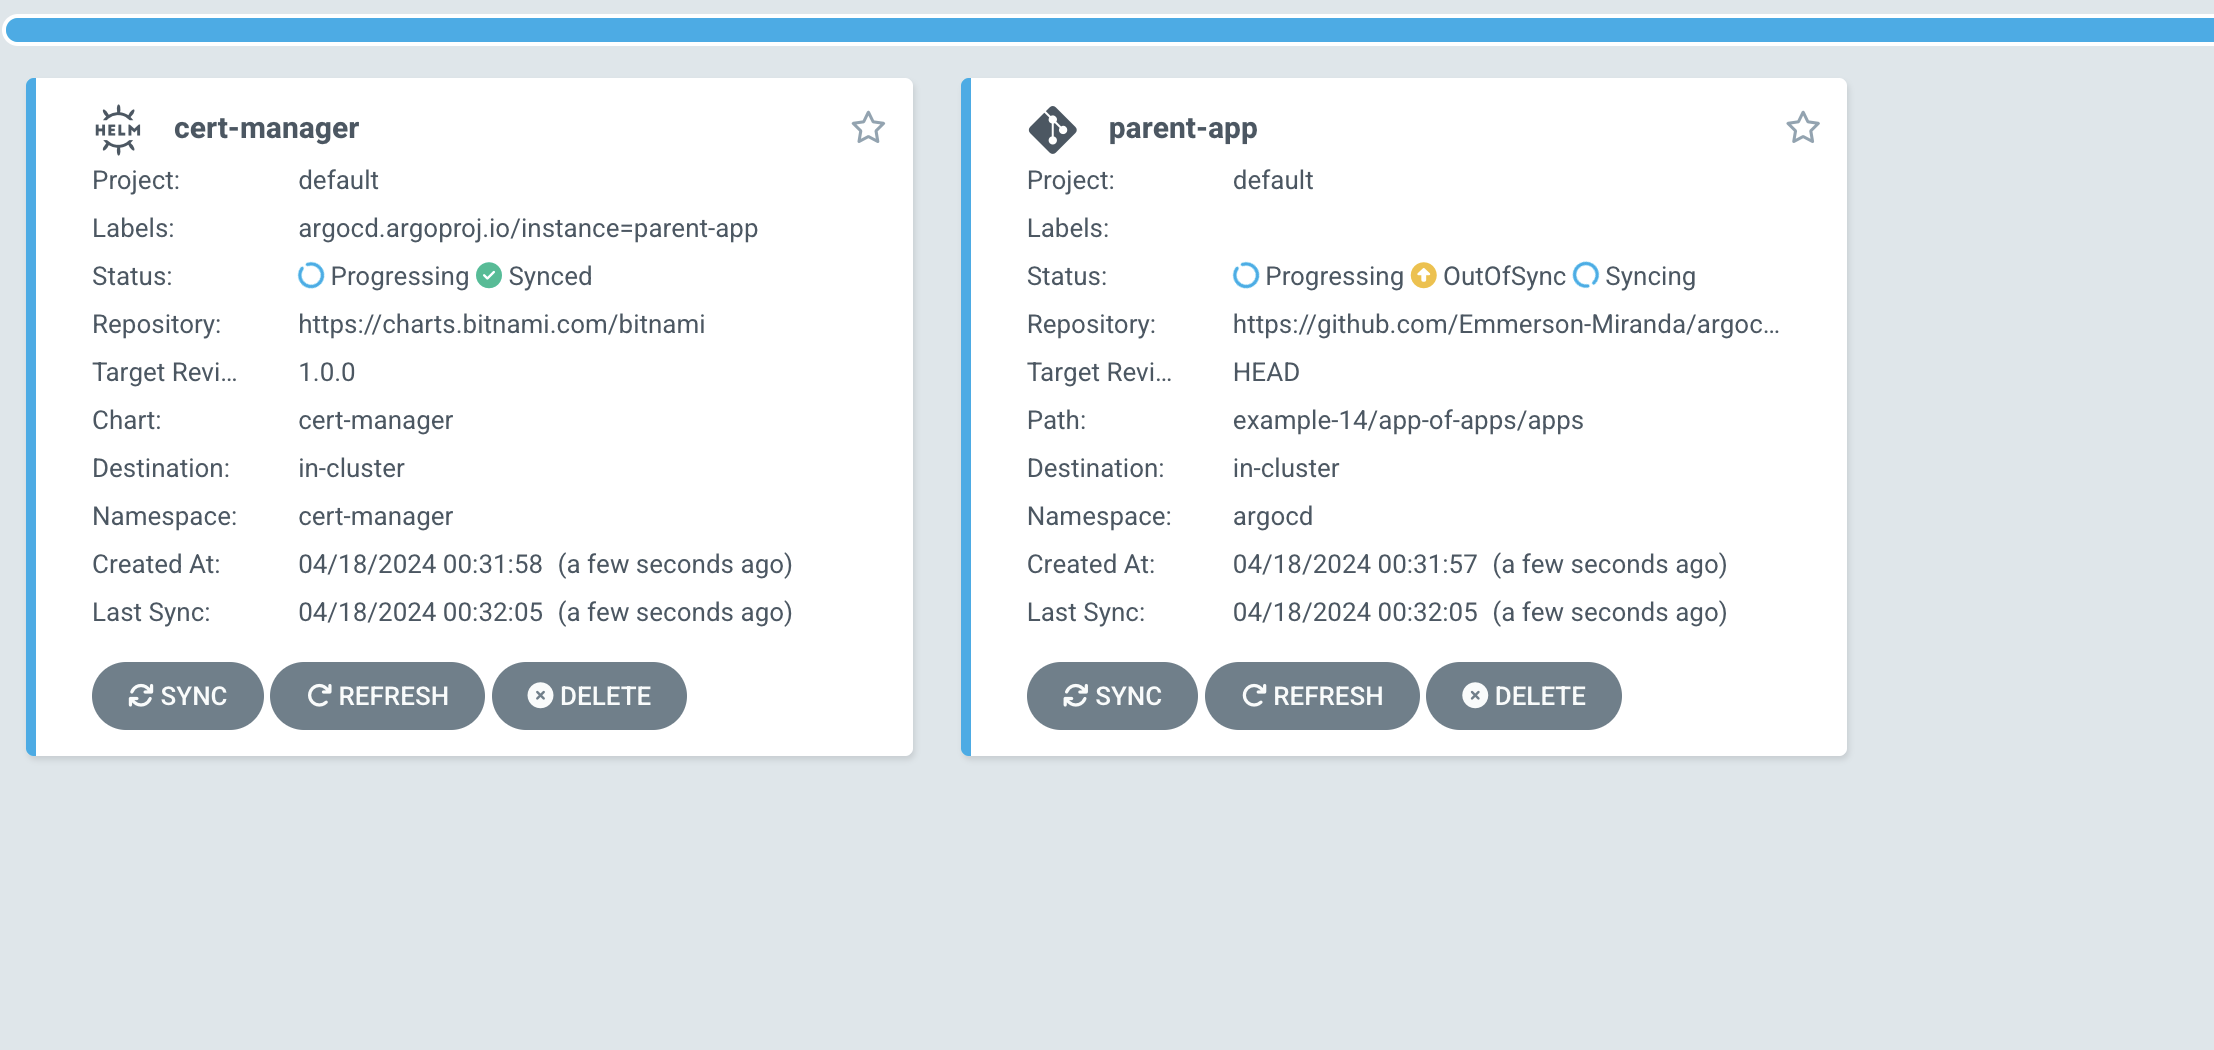 HELM cert-manager
Project: default
Labels: argocd.argoproj.io/instance=parent-app
Status: Progressing Synced
Repository: https://charts.bitnami.com/bitnami
Target Revi... 1.0.0
Chart: cert-manager
Destination: in-cluster
Namespace: cert-manager
Created At: 04/18/2024 00:31:58 (a few seconds ago)
Last Sync: 04/18/2024 00:32:05 (a few seconds ago)
SYNC REFRESH DELETE
parent-app
Project: default
Labels:
Status: Progressing OutOfSync Syncing
Repository: https://github.com/Emmerson-Miranda/argoc...
Target Revi... HEAD
Path: example-14/app-of-apps/apps
Destination: in-cluster
Namespace: argocd
Created At: 04/18/2024 00:31:57 (a few seconds ago)
Last Sync: 04/18/2024 00:32:05 (a few seconds ago)
SYNC REFRESH DELETE